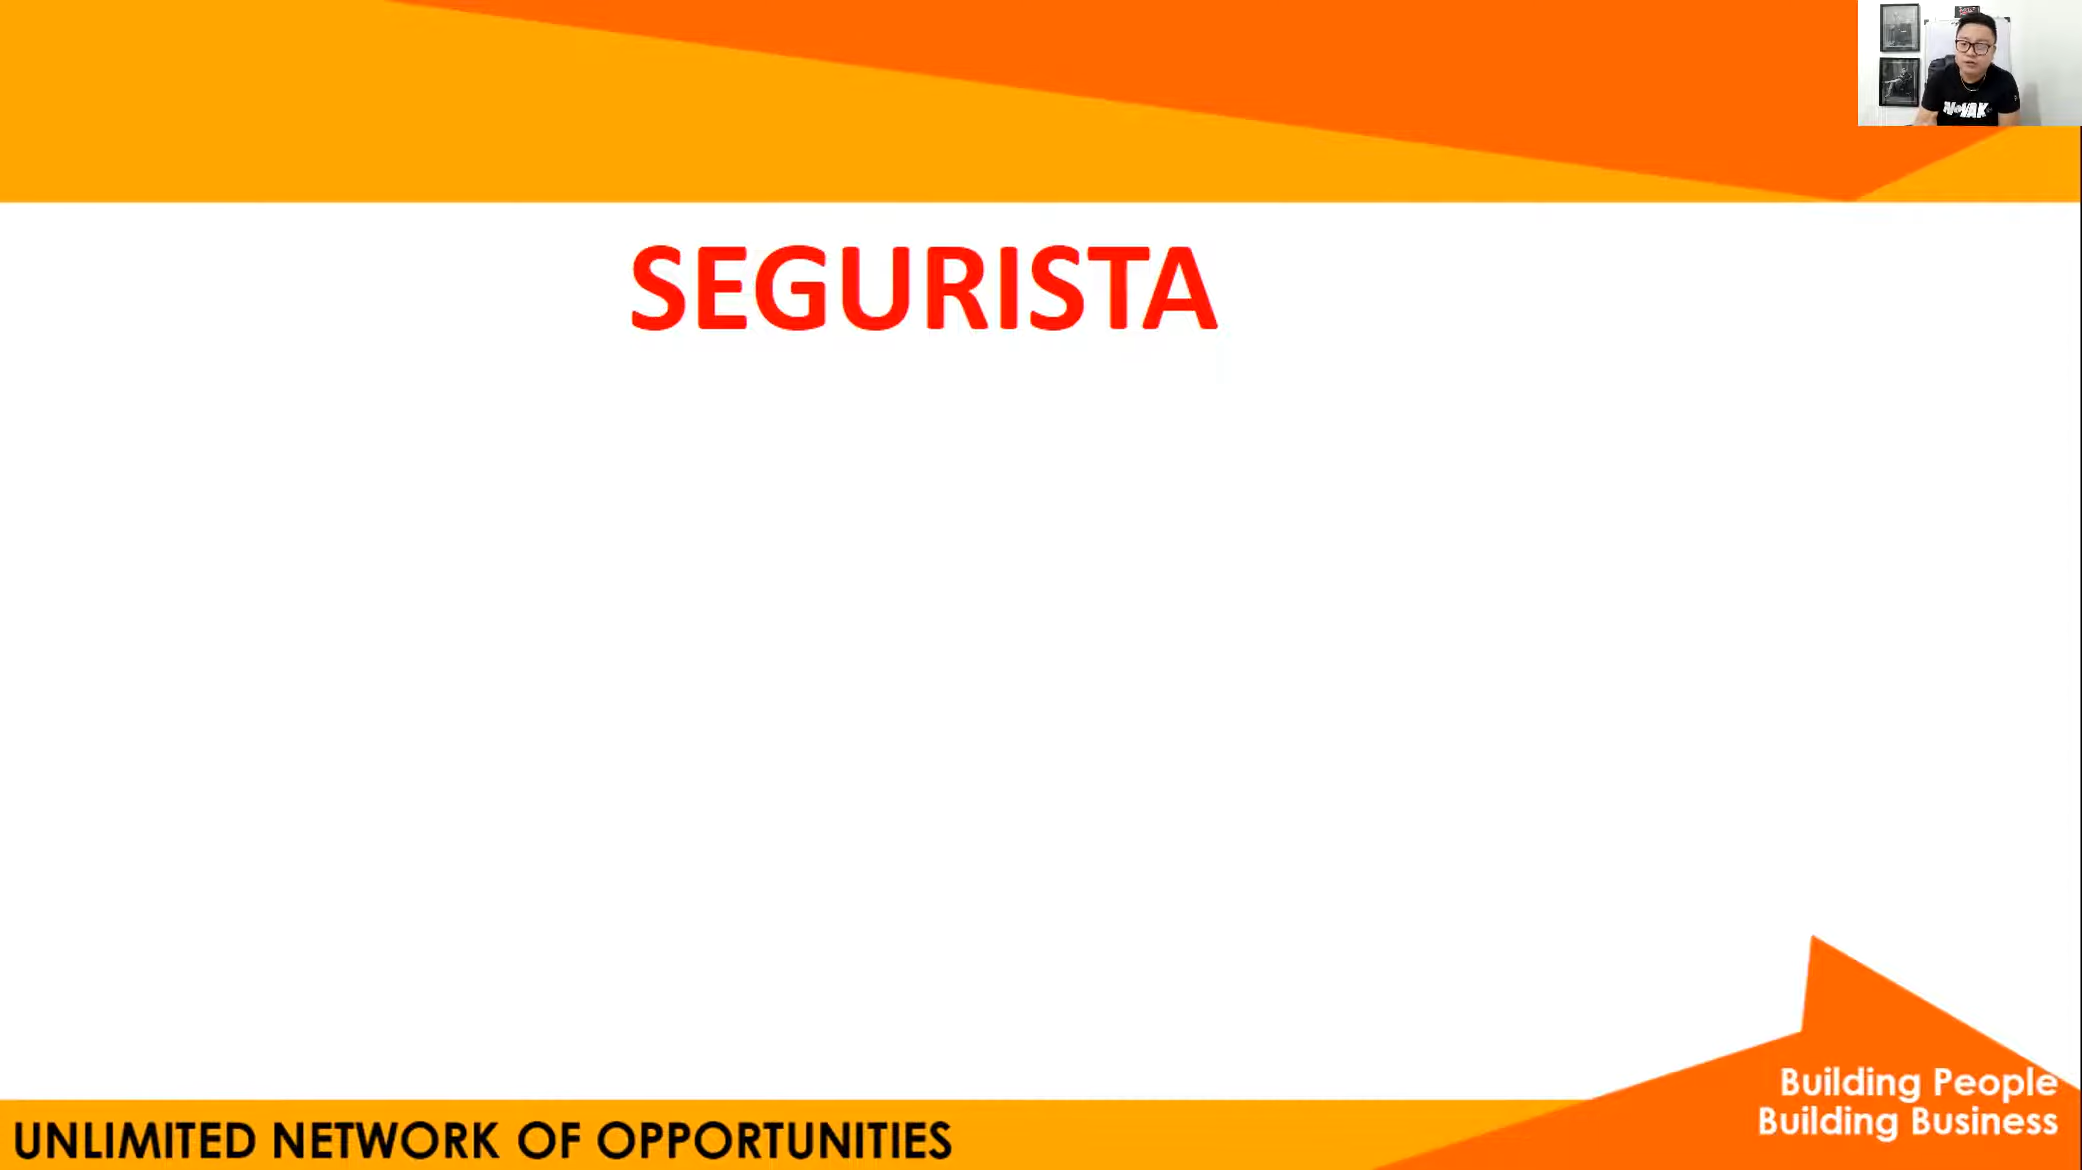 SEGURISTA
Building People
Building Business
UNLIMITED NETWORK OF OPPORTUNITIES